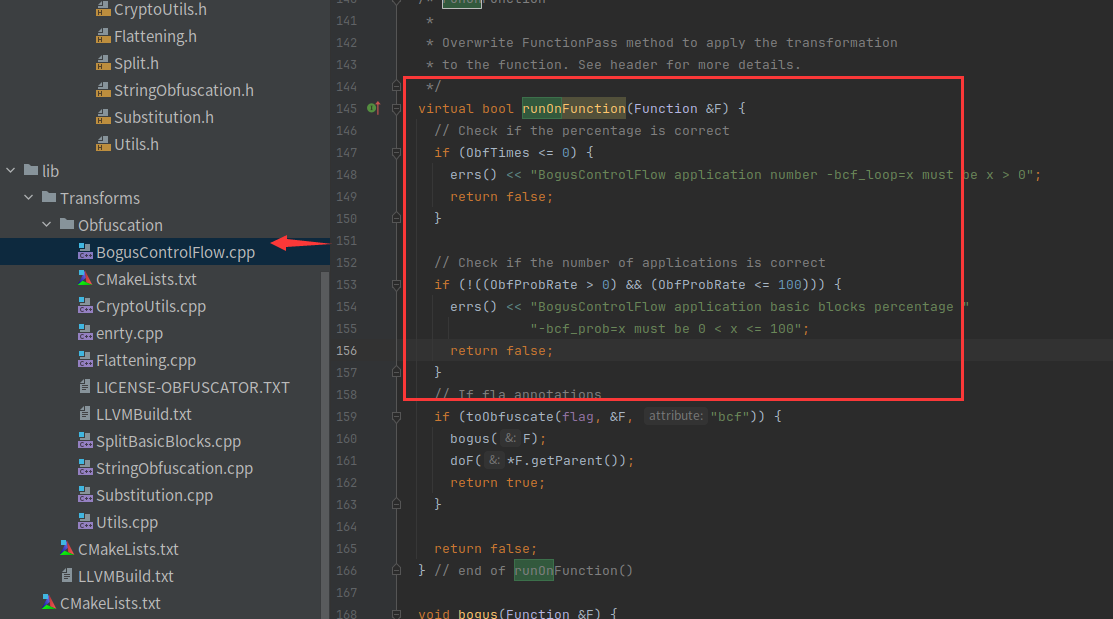 CryptoUtils.h
Flattening.h
Split.h
StringObfuscation.h
Substitution.h
Utils.h
lib
Transforms
Obfuscation
BogusControlFlow.cpp
CMakeLists.txt
CryptoUtils.cpp
enrty.cpp
Flattening.cpp
LICENSE-OBFUSCATOR.TXT
LLVMBuild.txt
SplitBasicBlocks.cpp
StringObfuscation.cpp
Substitution.cpp
Utils.cpp
CMakeLists.txt
LLVMBuild.txt
CMakeLists.txt
140 /* runOnFunction
141 *
142 * Overwrite FunctionPass method to apply the transformation
143 * to the function. See header for more details.
144 */
145 virtual bool runOnFunction(Function &F) {
146 // Check if the percentage is correct
147 if (ObfTimes <= 0) {
148 errs() << "BogusControlFlow application number -bcf_loop=x must be x > 0";
149 return false;
150 }
151
152 // Check if the number of applications is correct
153 if (!((ObfProbRate > 0) && (ObfProbRate <= 100))) {
154 errs() << "BogusControlFlow application basic blocks percentage "
155 "-bcf_prob=x must be 0 < x <= 100";
156 return false;
157 }
158 // If fla annotations
159 if (toObfuscate(flag, &F, attribute: "bcf")) {
160 bogus( &: F);
161 doF( &: *F.getParent());
162 return true;
163 }
164
165 return false;
166 } // end of runOnFunction()
167
168 void bogus(Function &F) {